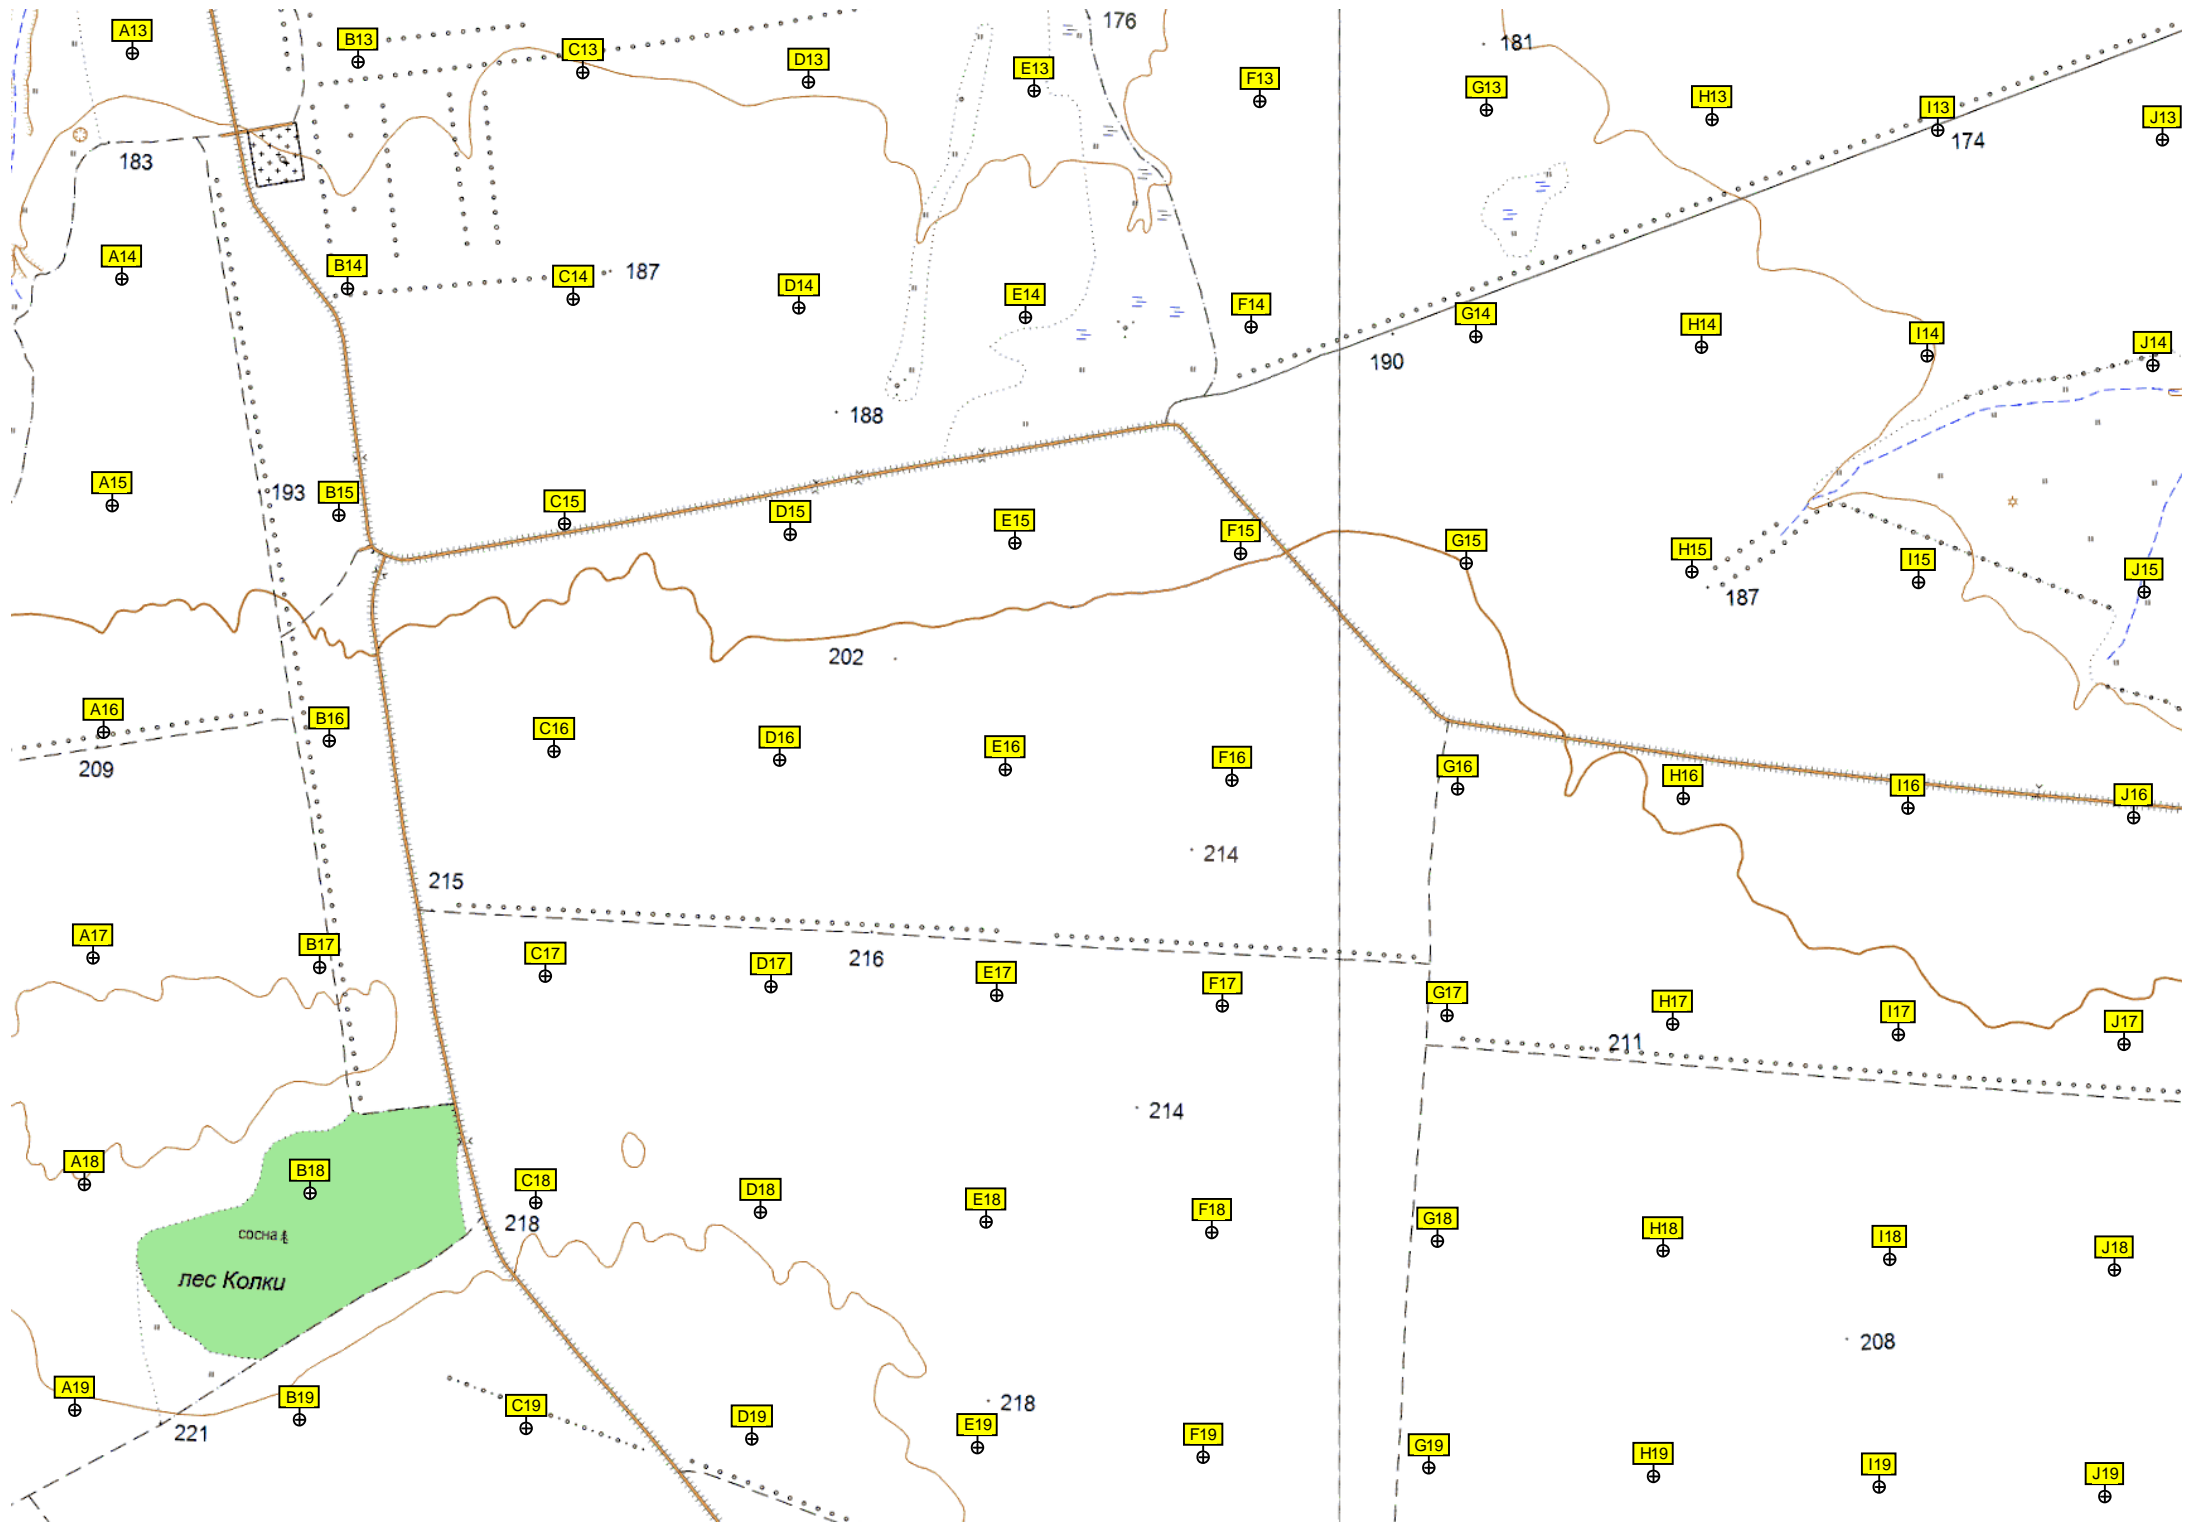 176
A13
B13
C13
D13
E13
F13
181
G13
H13
I13
J13
183
174
A14
B14
C14
187
D14
E14
F14
G14
H14
I14
J14
190
188
A15
193
B15
C15
D15
E15
F15
G15
H15
I15
J15
187
202
A16
B16
C16
D16
E16
F16
G16
H16
I16
J16
209
214
215
A17
B17
C17
216
D17
E17
F17
G17
H17
I17
J17
211
214
A18
B18
C18
D18
E18
F18
G18
H18
I18
J18
218
сосна
лес Колки
208
A19
B19
C19
D19
218
E19
F19
G19
H19
I19
J19
221